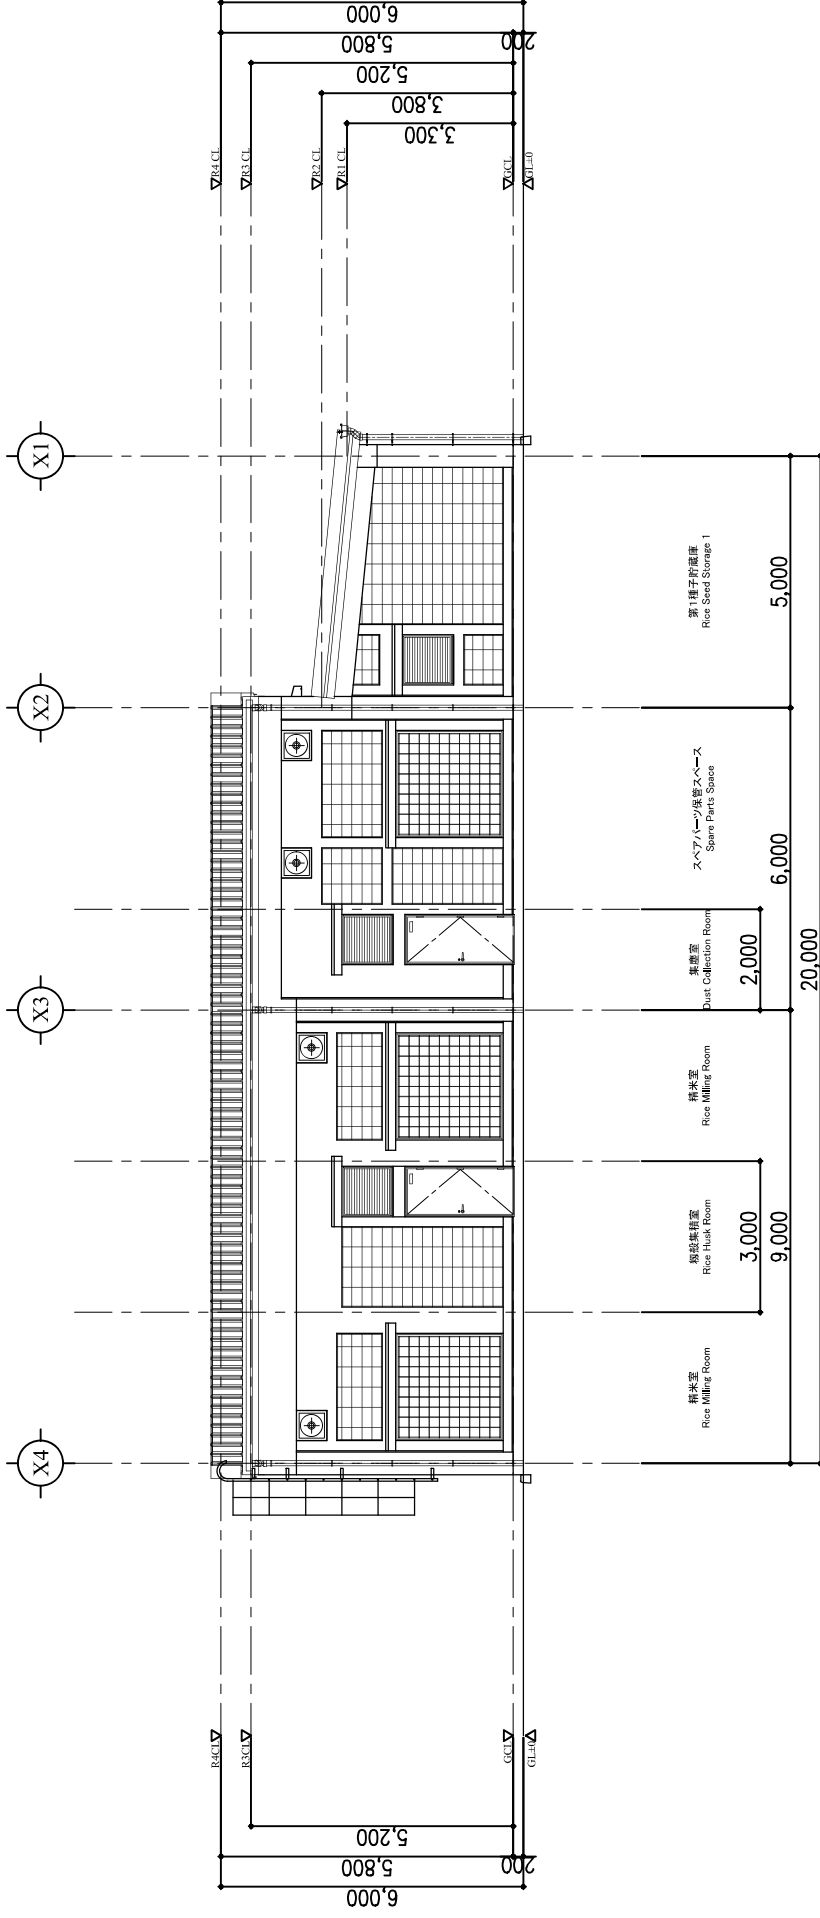 X4
X3
X2
X1
R4CL
R3CL
GCL
GL±0
6,000
5,800
5,200
200
R4 CL
R3 CL
R2 CL
R1 CL
GCL
GL±0
6,000
5,800
5,200
3,800
3,300
200
精米室
Rice Milling Room
籾殻集積室
Rice Husk Room
精米室
Rice Milling Room
集塵室
Dust Collection Room
スペアパーツ保管スペース
Spare Parts Space
第1種子貯蔵庫
Rice Seed Storage 1
3,000
2,000
9,000
6,000
5,000
20,000